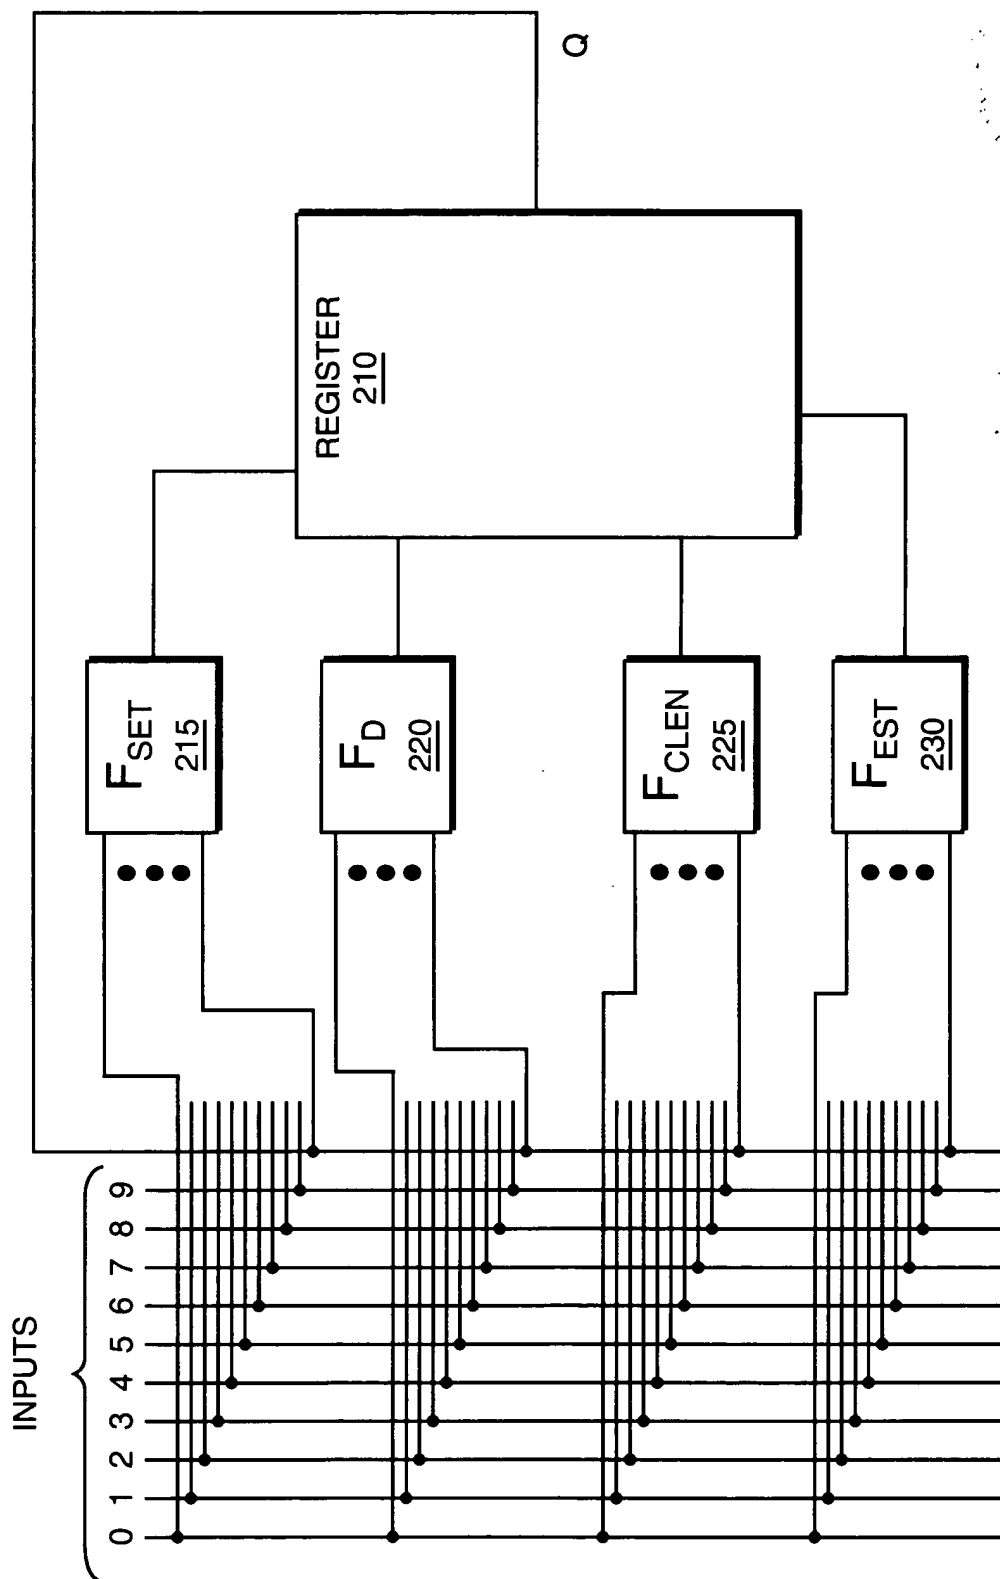 INPUTS
0 1 2 3 4 5 6 7 8 9
FSET
215
FD
220
FCLEN
225
FEST
230
REGISTER
210
Q